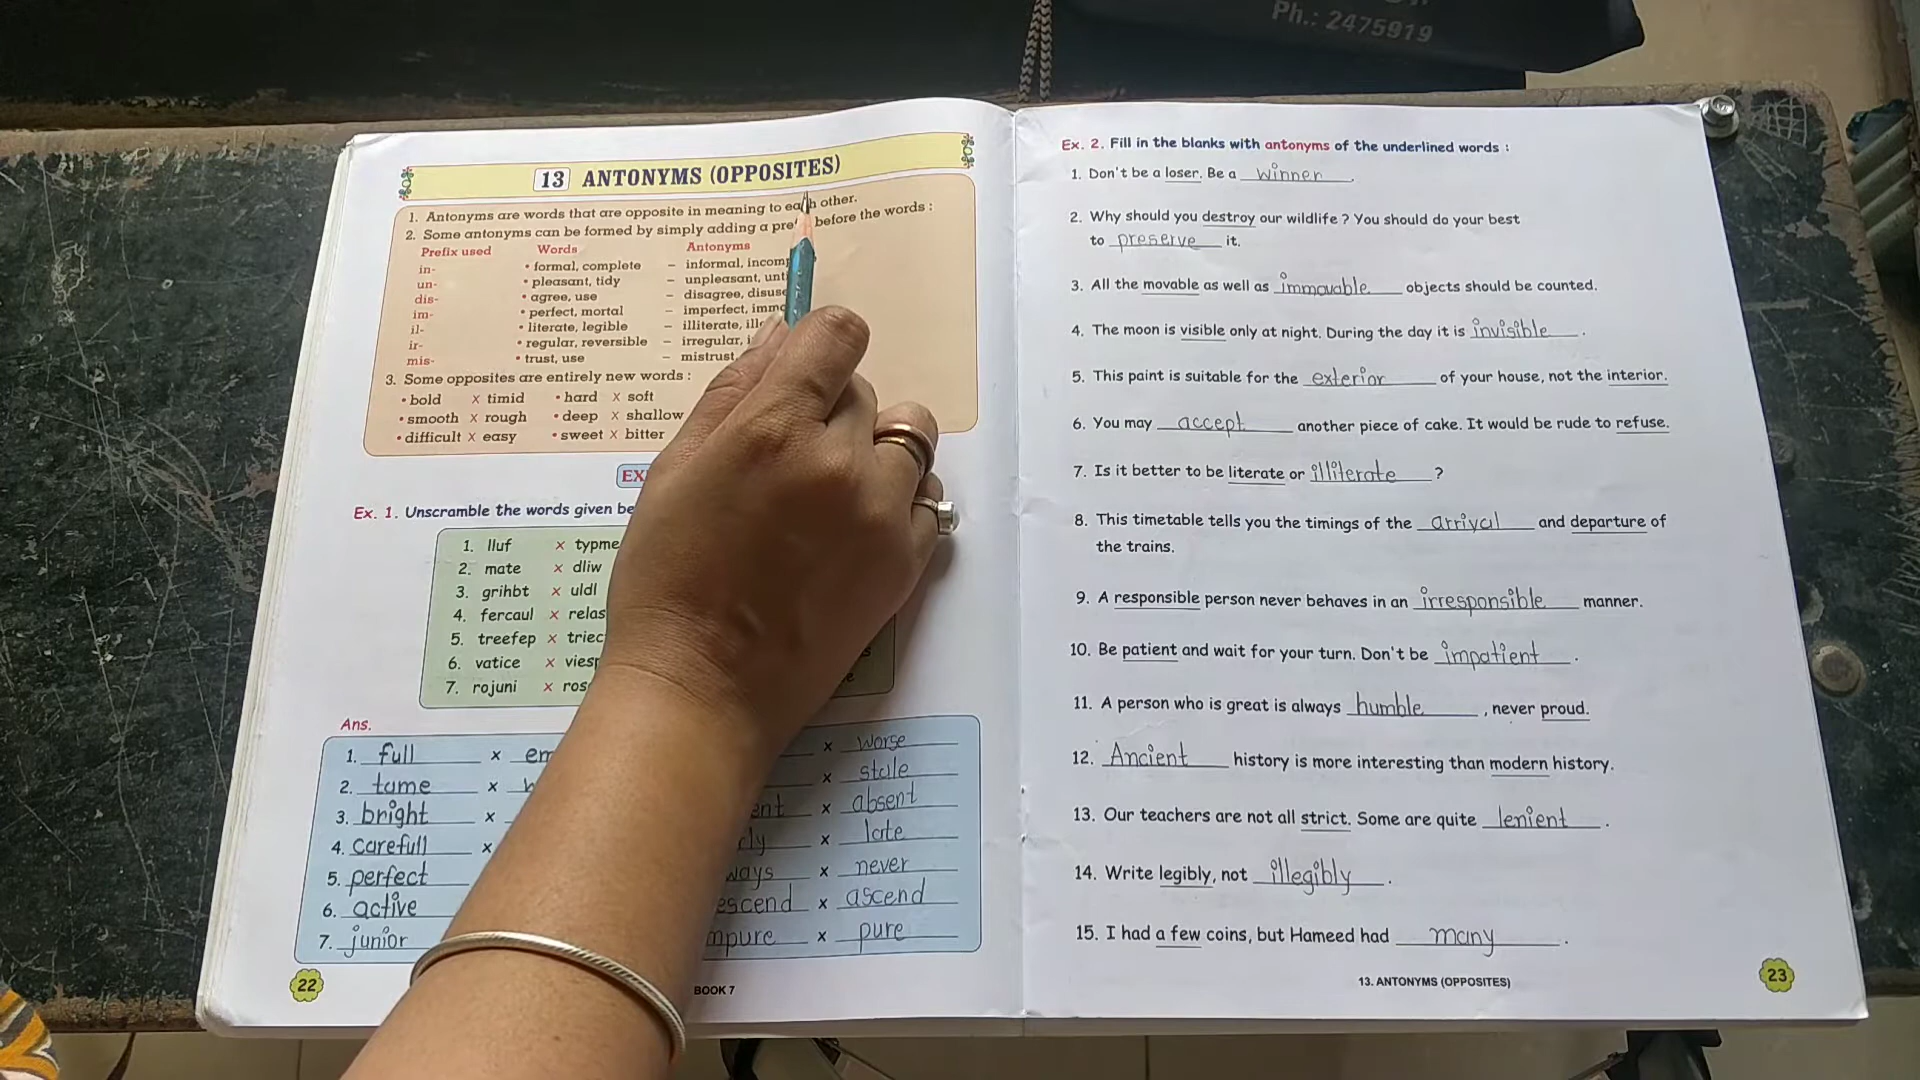 Ph.: 2475919
13 ANTONYMS (OPPOSITES)
1. Antonyms are words that are opposite in meaning to each other.
2. Some antonyms can be formed by simply adding a before the words :
Prefix used Words Antonyms
in- • formal, complete – informal,
un- • pleasant, tidy – unpleasant,
dis- • agree, use – disagree,
im- • perfect, mortal – imperfect,
il- • literate, legible – illiterate,
ir- • regular, reversible – irregular,
mis- • trust, use – mistrust,
3. Some opposites are entirely new words :
• bold X timid • hard X soft
• smooth X rough • deep X shallow
• difficult X easy • sweet X bitter
Ex. 1. Unscramble the words given
1. lluf x
2. mate x dliw
3. grihbt x uldl
4. fercaul x
5. treefep x
6. vatice x
7. rojuni x
Ans.
1. full x
2. tame x
3. bright x
4. carefull x
5. perfect
6. active
7. junior
x worse
x stale
x absent
x late
x never
x ascend
x pure
22
BOOK 7
Ex. 2. Fill in the blanks with antonyms of the underlined words :
1. Don't be a loser. Be a winner.
2. Why should you destroy our wildlife ? You should do your best
to preserve it.
3. All the movable as well as immovable objects should be counted.
4. The moon is visible only at night. During the day it is invisible.
5. This paint is suitable for the exterior of your house, not the interior.
6. You may accept another piece of cake. It would be rude to refuse.
7. Is it better to be literate or illiterate ?
8. This timetable tells you the timings of the arrival and departure of
the trains.
9. A responsible person never behaves in an irresponsible manner.
10. Be patient and wait for your turn. Don't be impatient.
11. A person who is great is always humble, never proud.
12. Ancient history is more interesting than modern history.
13. Our teachers are not all strict. Some are quite lenient.
14. Write legibly, not illegibly.
15. I had a few coins, but Hameed had many.
13. ANTONYMS (OPPOSITES)
23